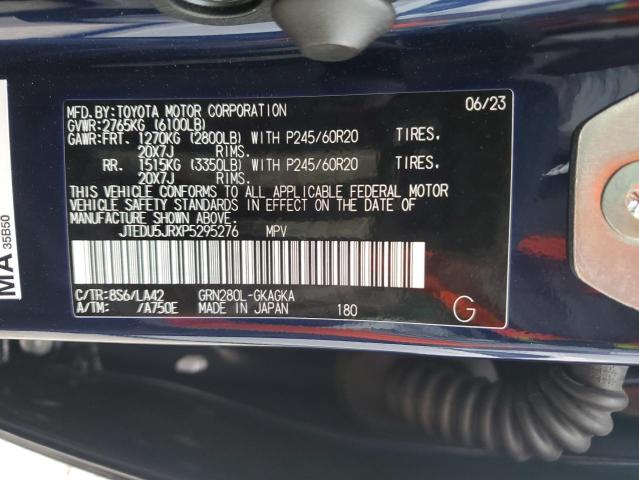 MFD.BY:TOYOTA MOTOR CORPORATION 06/23
GVWR:2765KG (6100LB)
GAWR:FRT. 1270KG (2800LB) WITH P245/60R20 TIRES.
20X7J RIMS.
RR. 1515KG (3350LB) WITH P245/60R20 TIRES.
20X7J RIMS.
THIS VEHICLE CONFORMS TO ALL APPLICABLE FEDERAL MOTOR
VEHICLE SAFETY STANDARDS IN EFFECT ON THE DATE OF
MANUFACTURE SHOWN ABOVE.
JTEDU5JRXP5295276 MPV
C/TR:8S6/LA42 GRN280L-GKAGKA
A/TM: /A750E MADE IN JAPAN 180
G
MA
35B50